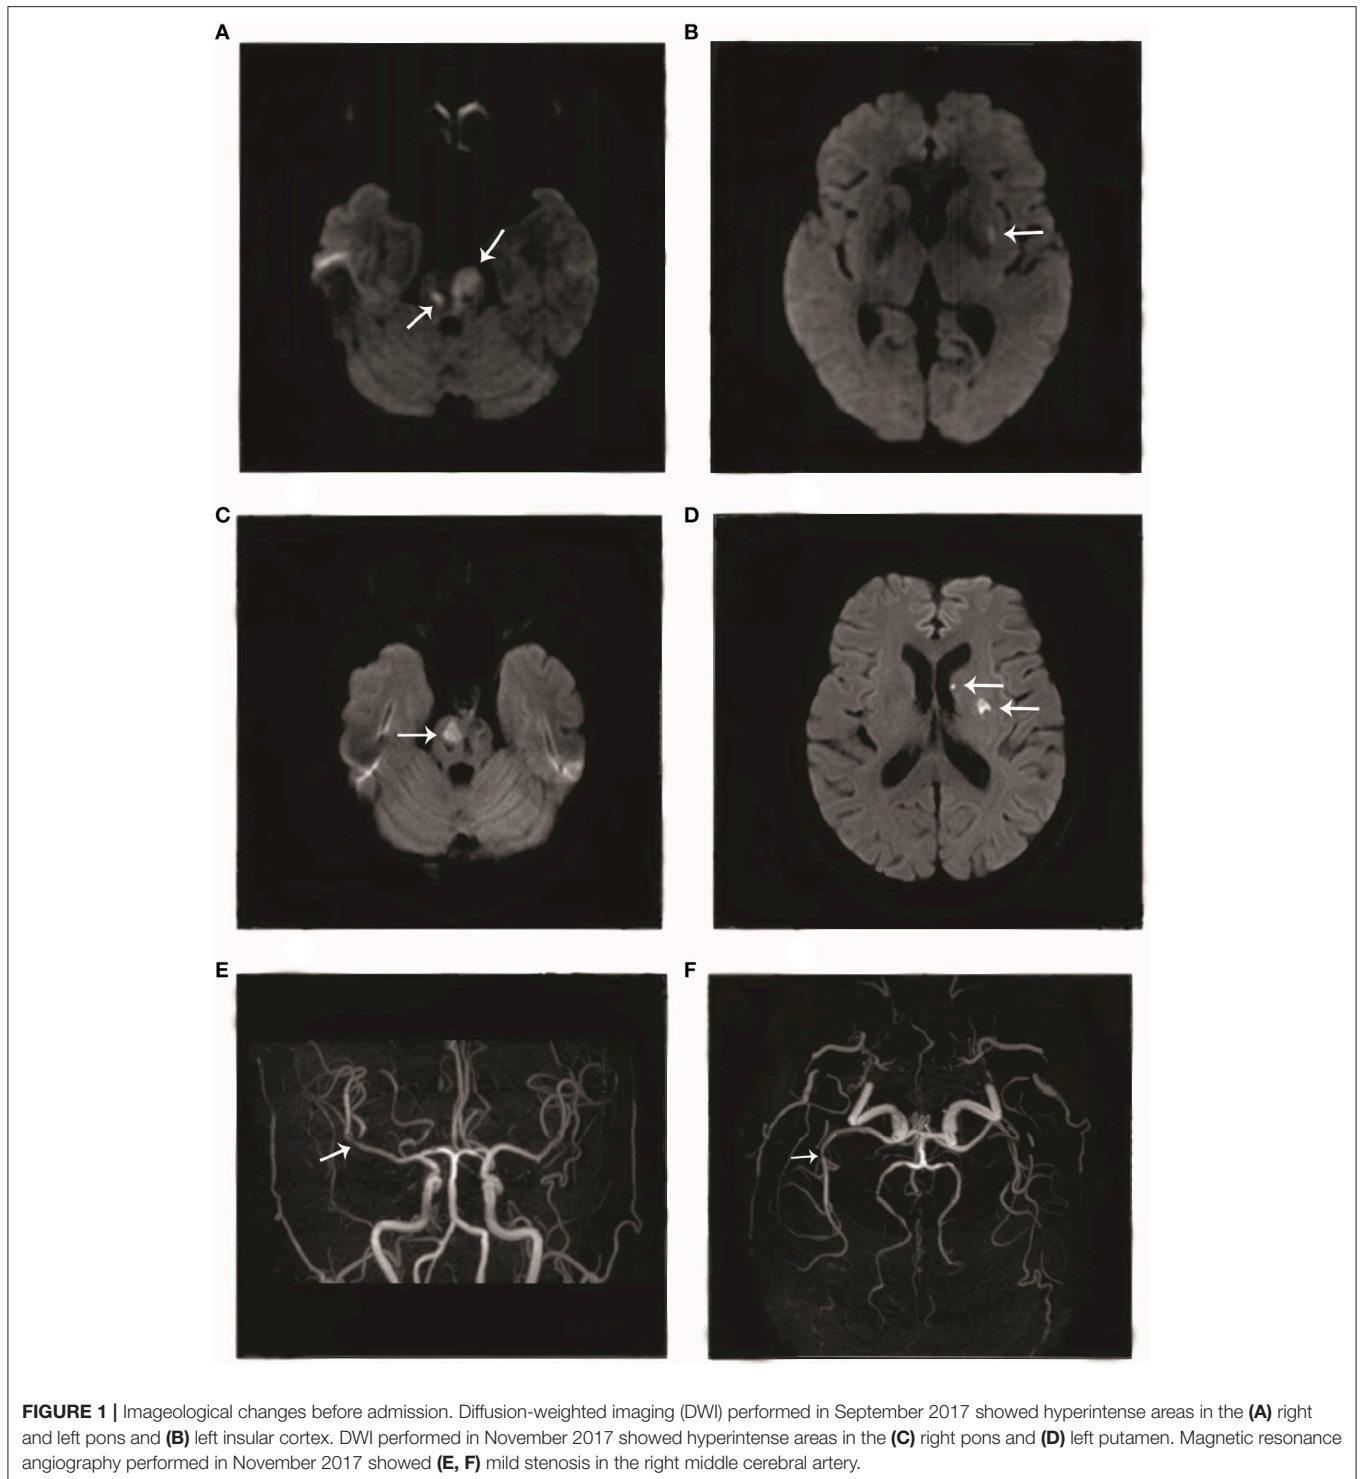 A
B
C
D
E
F
FIGURE 1 | Imageological changes before admission. Diffusion-weighted imaging (DWI) performed in September 2017 showed hyperintense areas in the (A) right
and left pons and (B) left insular cortex. DWI performed in November 2017 showed hyperintense areas in the (C) right pons and (D) left putamen. Magnetic resonance
angiography performed in November 2017 showed (E, F) mild stenosis in the right middle cerebral artery.